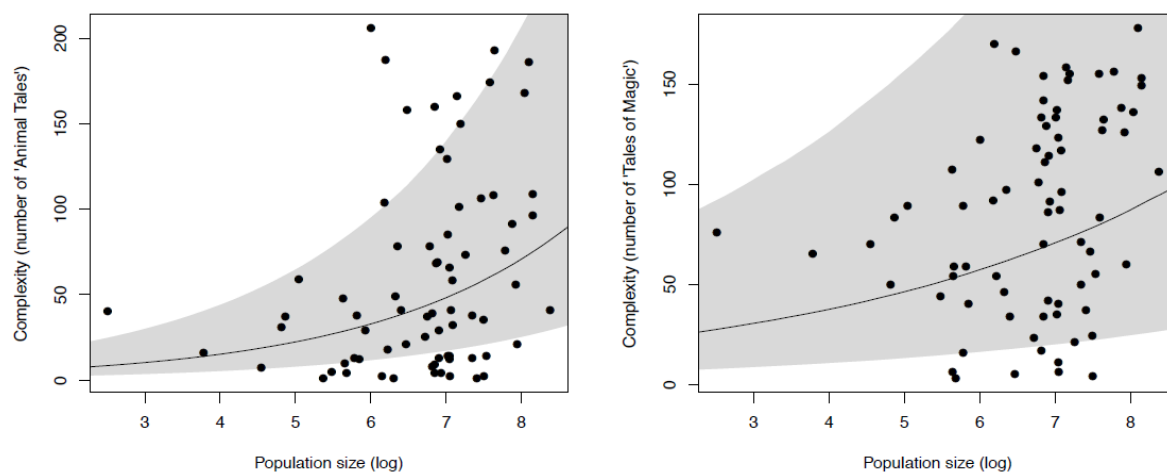 Complexity (number of 'Animal Tales')
200
150
100
50
0
3 4 5 6 7 8
Population size (log)
Complexity (number of 'Tales of Magic')
150
100
50
0
3 4 5 6 7 8
Population size (log)